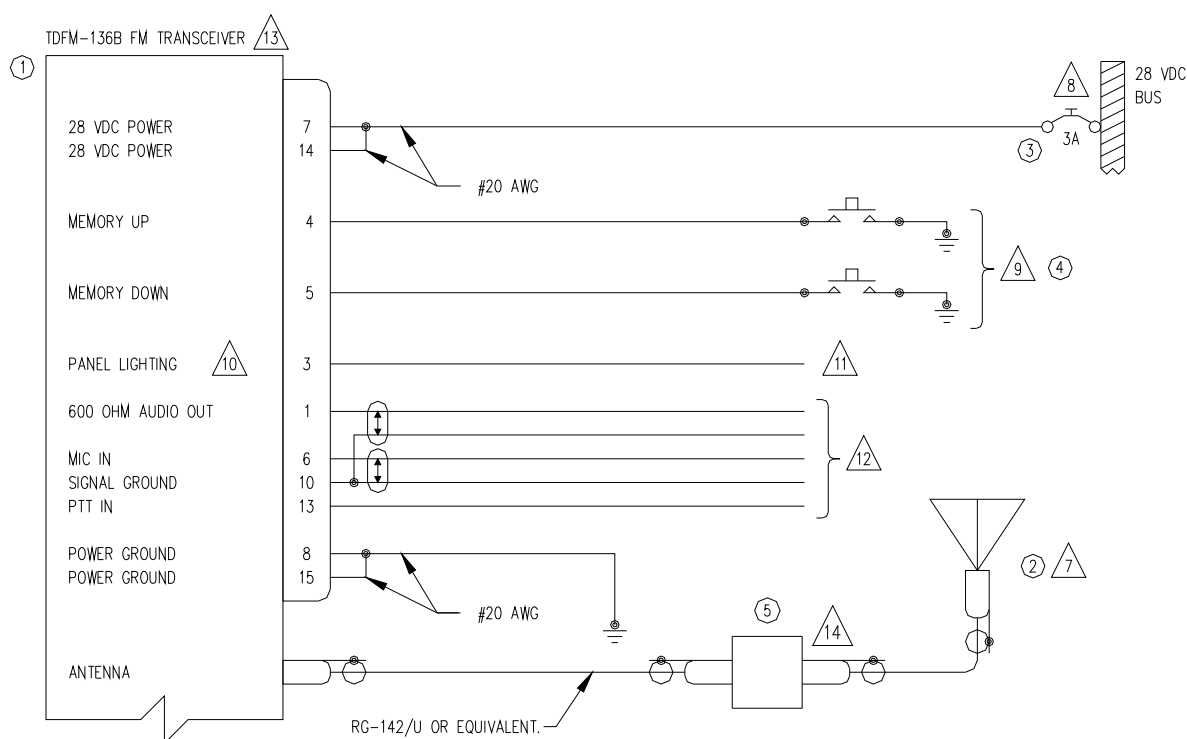 TDFM-136B FM TRANSCEIVER 13
1
8
28 VDC
BUS
28 VDC POWER 7
3
3A
28 VDC POWER 14
#20 AWG
MEMORY UP 4
9 4
MEMORY DOWN 5
PANEL LIGHTING 10 3 11
600 OHM AUDIO OUT 1
MIC IN 6 12
SIGNAL GROUND 10
PTT IN 13
POWER GROUND 8
2 7
POWER GROUND 15
#20 AWG
5
14
ANTENNA
RG-142/U OR EQUIVALENT.